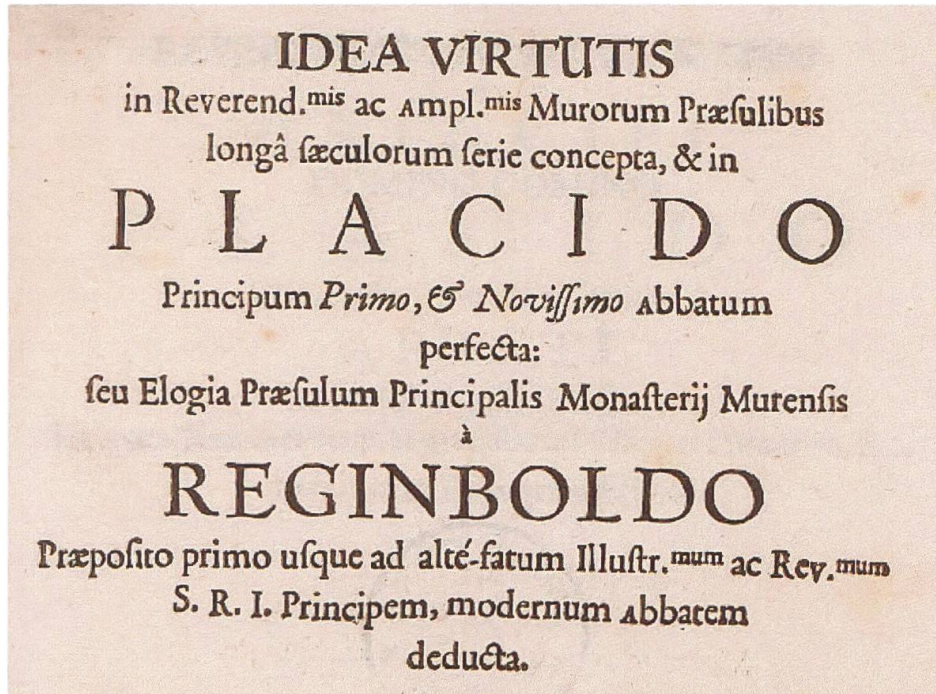 IDEA VIRTUTIS
in Reverend.mis ac Ampl.mis Murorum Præſulibus
longâ ſæculorum ſerie concepta, & in
PLACIDO
Principum Primo, & Noviſſimo Abbatum
perfecta:
ſeu Elogia Præſulum Principalis Monaſterij Murenſis
à
REGINBOLDO
Præpoſito primo uſque ad alté-fatum Illuſtr.mum ac Rev.mum
S. R. I. Principem, modernum Abbatem
deducta.